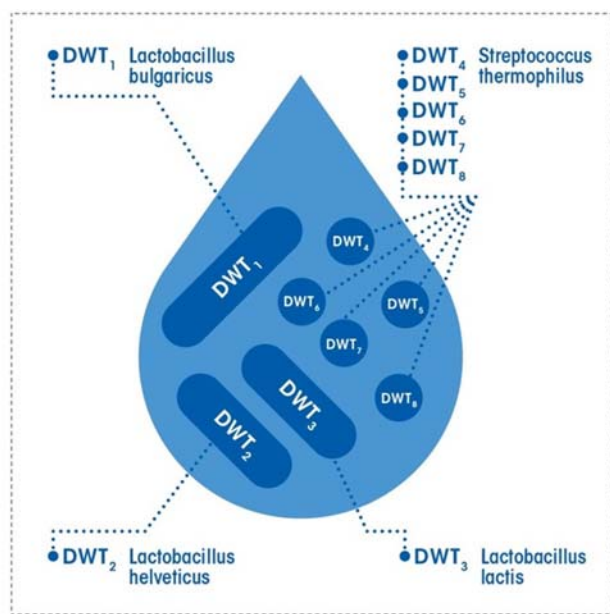 DWT₁ Lactobacillus
bulgaricus
DWT₄ Streptococcus
DWT₅ thermophilus
DWT₆
DWT₇
DWT₈
DWT₄
DWT₁
DWT₆
DWT₅
DWT₇
DWT₃
DWT₈
DWT₂
DWT₂ Lactobacillus
helveticus
DWT₃ Lactobacillus
lactis